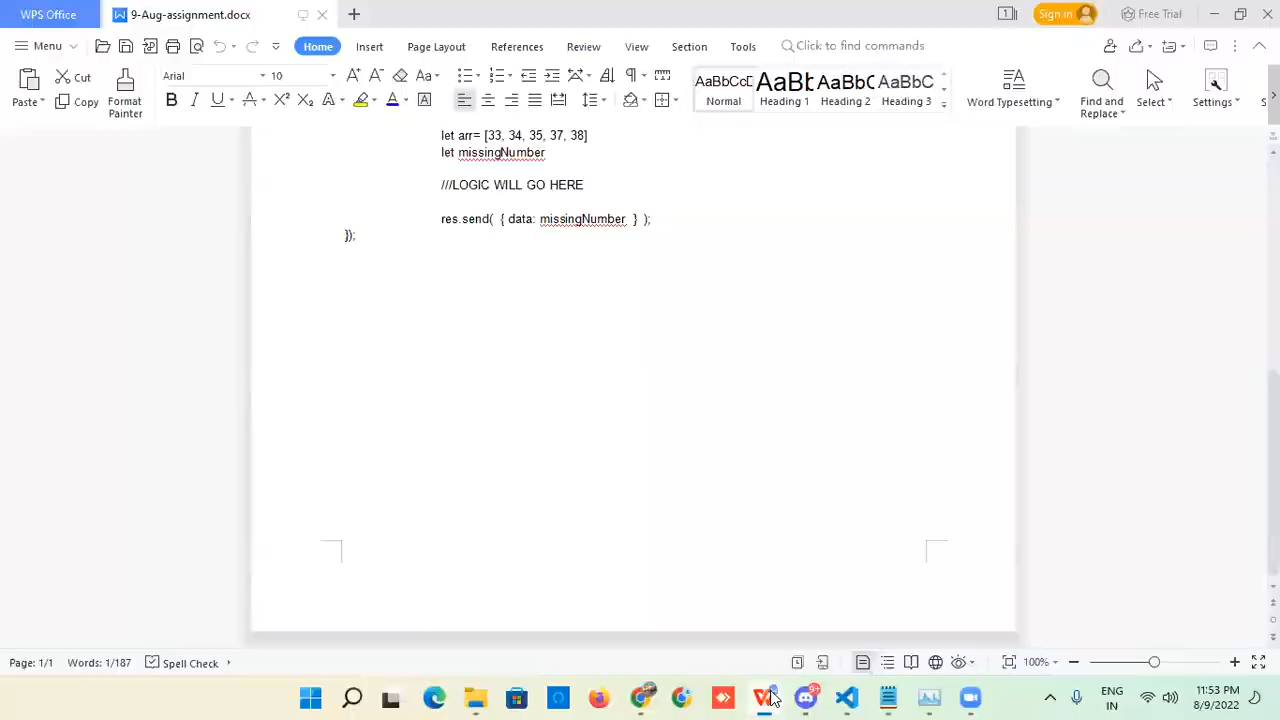 WPS Office
9-Aug-assignment.docx
1
Sign in
Free Trial
Menu
Home
Insert
Page Layout
References
Review
View
Section
Tools
Click to find commands
Paste
Cut
Copy
Format
Painter
Arial
10
AaBbCcD
Normal
AaBb
Heading 1
AaBbC
Heading 2
AaBbC
Heading 3
Word Typesetting
Find and
Replace
Select
Settings
S
let arr= [33, 34, 35, 37, 38]
let missingNumber
///LOGIC WILL GO HERE
res.send( { data: missingNumber } );
});
Page: 1/1
Words: 1/187
Spell Check
100%
9+
ENG
IN
11:53 PM
8/9/2022